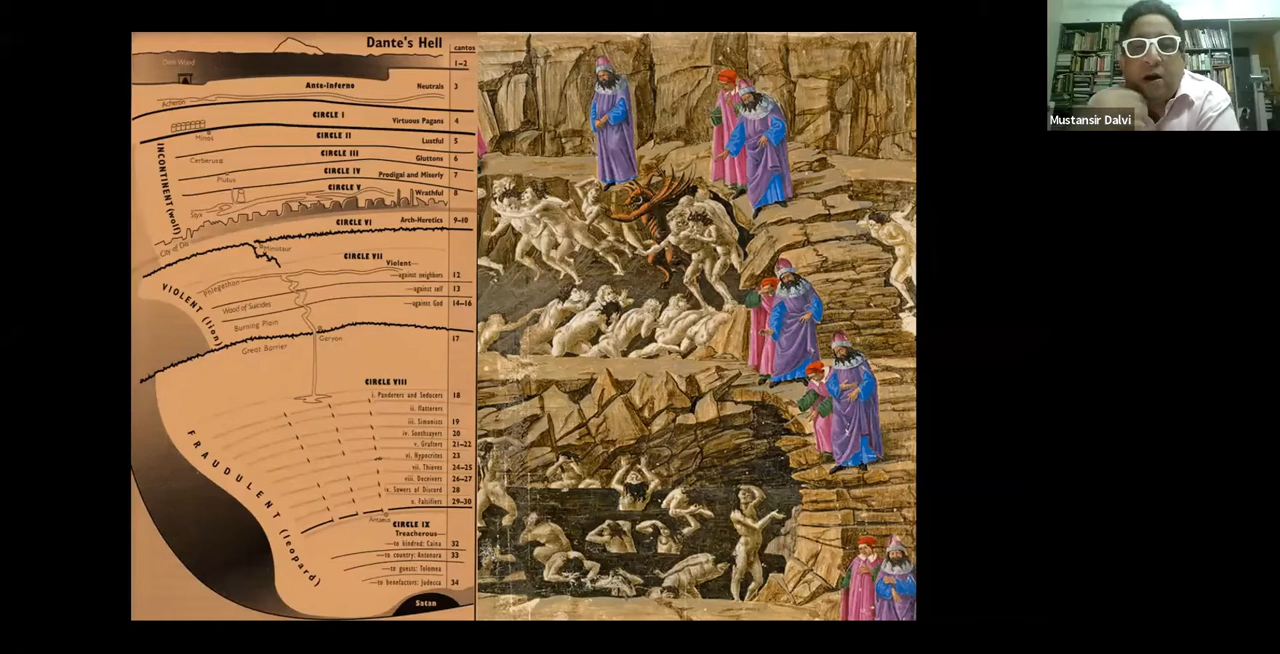 Dante's Hell
cantos
Dark Wood
1–2
Ante-Inferno Neutrals 3
Acheron
CIRCLE I Virtuous Pagans 4
Minos
CIRCLE II Lustful 5
Cerberus
CIRCLE III Gluttons 6
Plutus
CIRCLE IV Prodigal and Miserly 7
CIRCLE V Wrathful 8
Styx
INCONTINENT (wolf)
City of Dis
CIRCLE VI Arch-Heretics 9–10
Minotaur
CIRCLE VII
Violent—
Phlegethon
—against neighbors 12
—against self 13
Wood of Suicides
—against God 14–16
Burning Plain
VIOLENT (lion)
Geryon
17
Great Barrier
CIRCLE VIII
i. Panderers and Seducers 18
ii. Flatterers
iii. Simonists 19
iv. Soothsayers 20
v. Grafters 21–22
vi. Hypocrites 23
vii. Thieves 24–25
viii. Deceivers 26–27
ix. Sowers of Discord 28
x. Falsifiers 29–30
FRAUDULENT (leopard)
Antaeus
CIRCLE IX
Treacherous—
—to kindred: Caina 32
—to country: Antenora 33
—to guests: Tolomea
—to benefactors: Judecca 34
Satan
Mustansir Dalvi